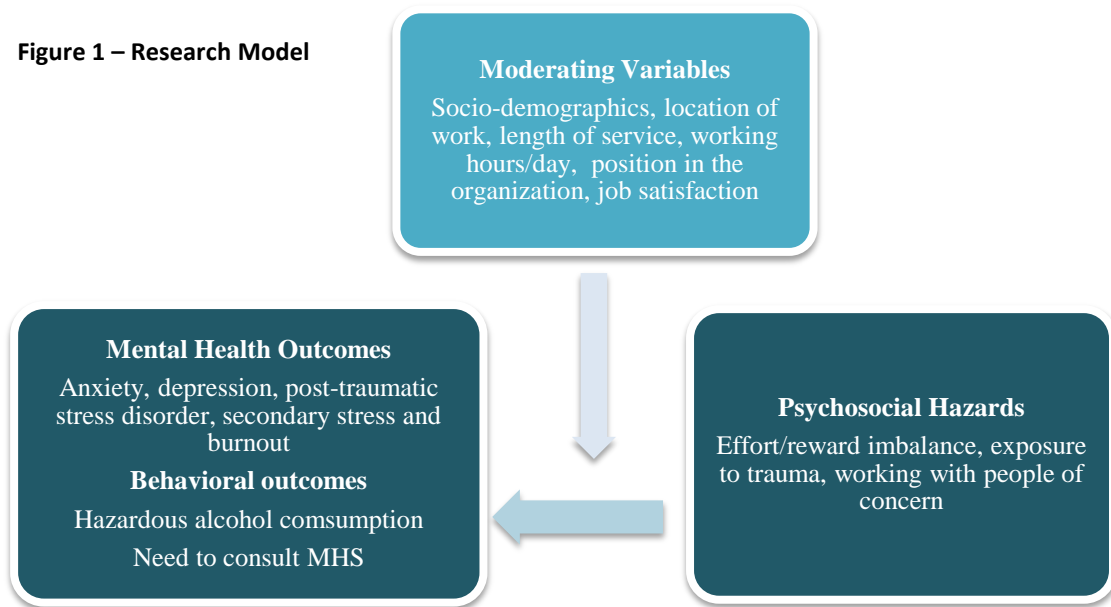 Figure 1 – Research Model
Moderating Variables
Socio-demographics, location of
work, length of service, working
hours/day, position in the
organization, job satisfaction
Mental Health Outcomes
Anxiety, depression, post-traumatic
stress disorder, secondary stress and
burnout
Behavioral outcomes
Hazardous alcohol comsumption
Need to consult MHS
Psychosocial Hazards
Effort/reward imbalance, exposure
to trauma, working with people of
concern